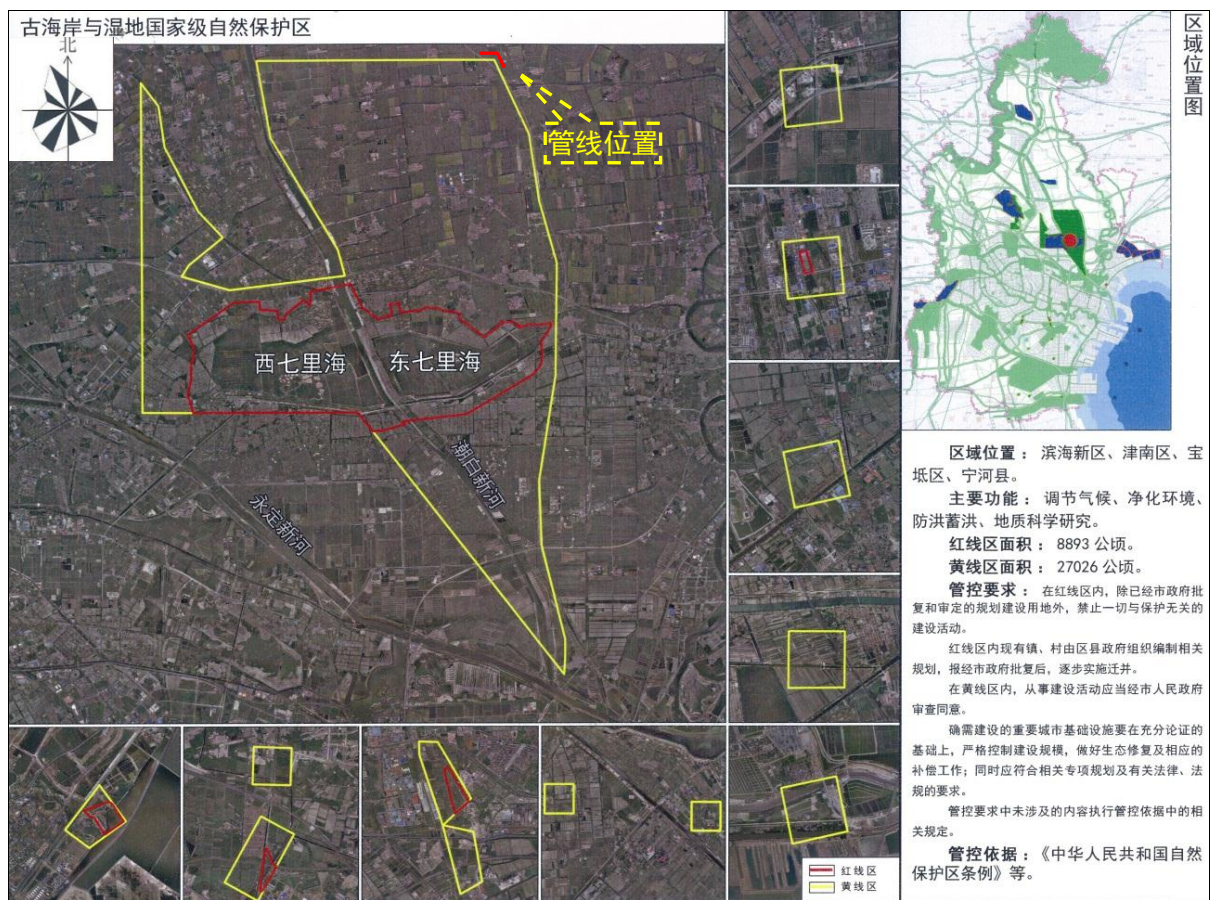 古海岸与湿地国家级自然保护区
北
管线位置
西七里海
东七里海
潮白新河
永定新河
红线区
黄线区
区域位置图
区域位置：滨海新区、津南区、宝
坻区、宁河县。
主要功能：调节气候、净化环境、
防洪蓄洪、地质科学研究。
红线区面积：8893 公顷。
黄线区面积：27026 公顷。
管控要求：在红线区内，除已经市政府批
复和审定的规划建设用地外，禁止一切与保护无关的
建设活动。
红线区内现有镇、村由区县政府组织编制相关
规划，报经市政府批复后，逐步实施迁并。
在黄线区内，从事建设活动应当经市人民政府
审查同意。
确需建设的重要城市基础设施要在充分论证的
基础上，严格控制建设规模，做好生态修复及相应的
补偿工作；同时应符合相关专项规划及有关法律、法
规的要求。
管控要求中未涉及的内容执行管控依据中的相
关规定。
管控依据：《中华人民共和国自然
保护区条例》等。